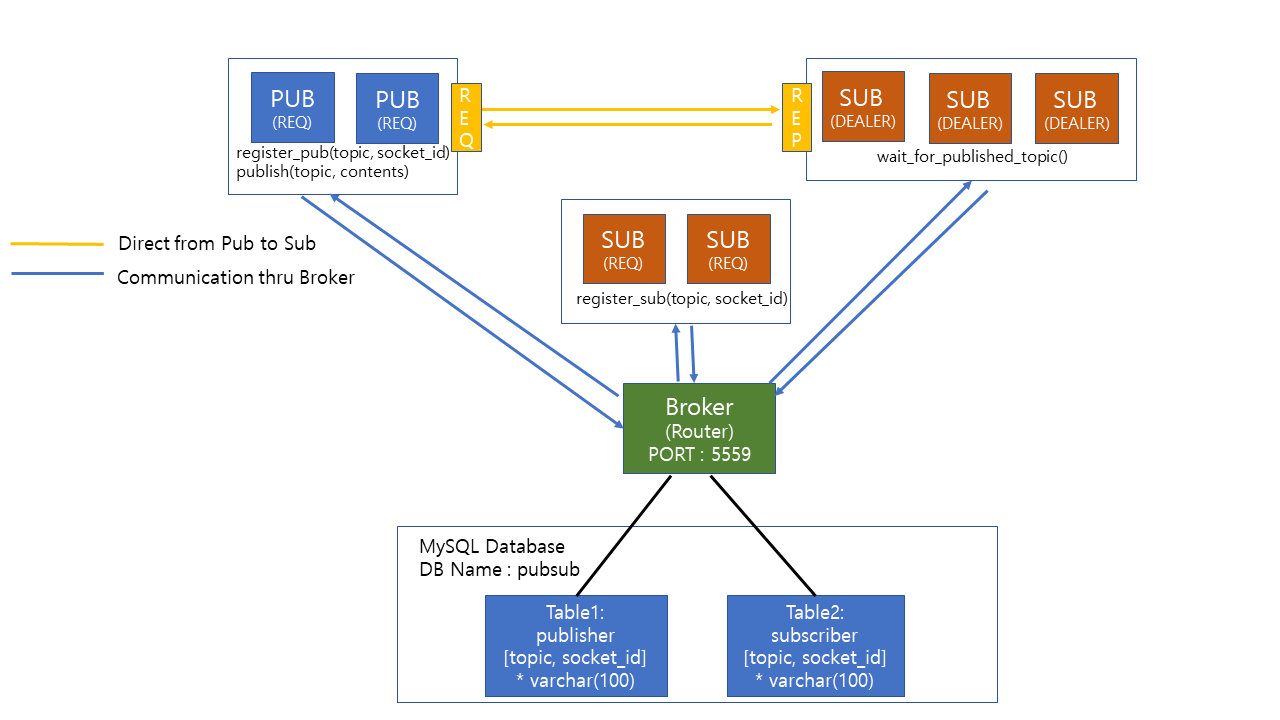 PUB
(REQ)
PUB
(REQ)
register_pub(topic, socket_id)
publish(topic, contents)
R
E
Q
R
E
P
SUB
(DEALER)
SUB
(DEALER)
SUB
(DEALER)
wait_for_published_topic()
SUB
(REQ)
SUB
(REQ)
register_sub(topic, socket_id)
Direct from Pub to Sub
Communication thru Broker
Broker
(Router)
PORT : 5559
MySQL Database
DB Name : pubsub
Table1:
publisher
[topic, socket_id]
* varchar(100)
Table2:
subscriber
[topic, socket_id]
* varchar(100)